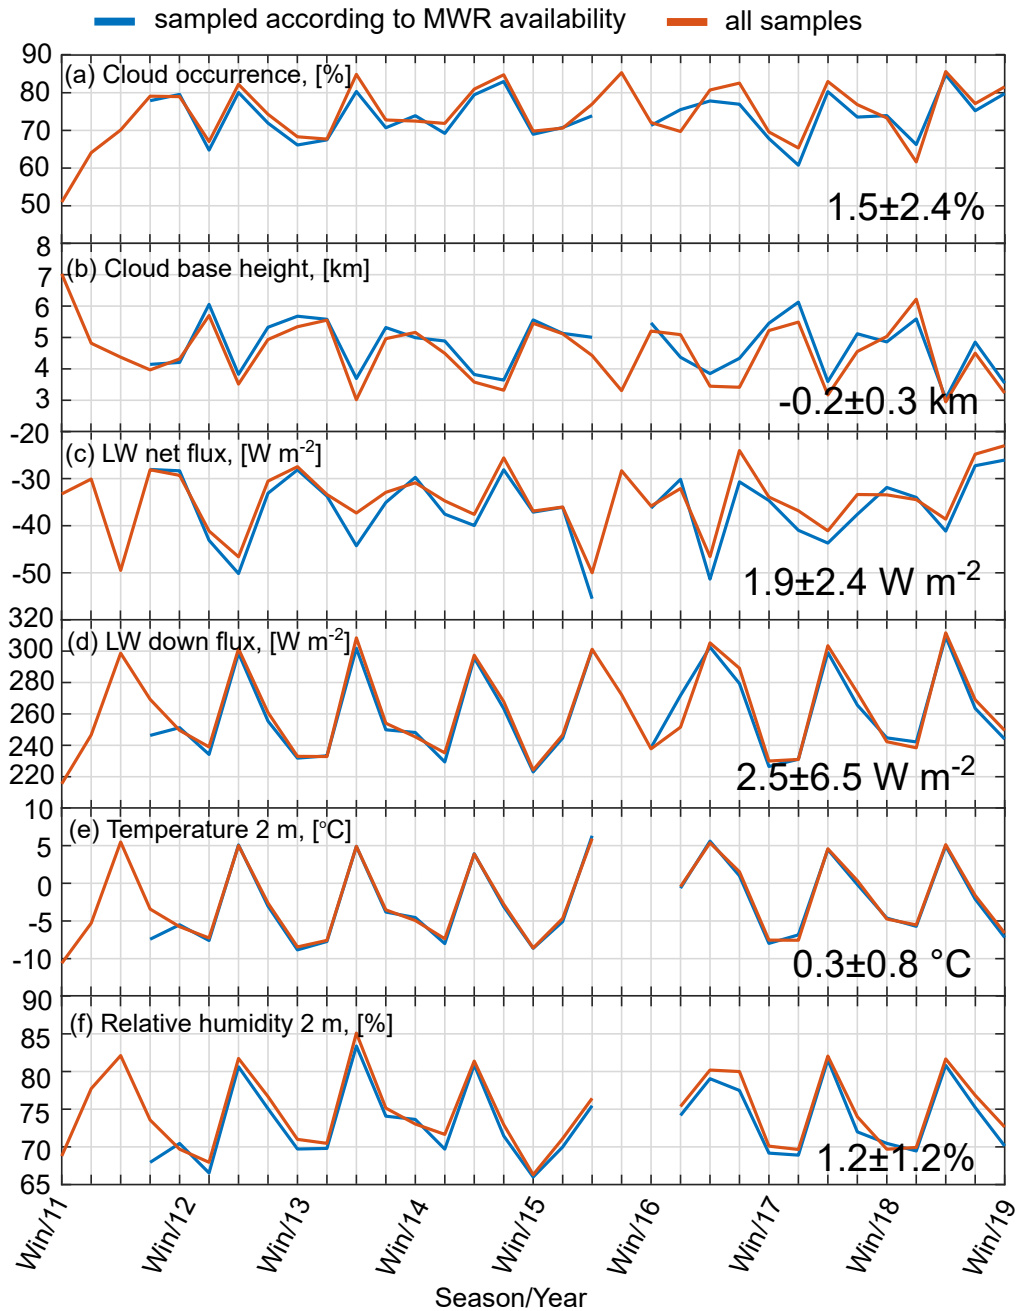 sampled according to MWR availability all samples
(a) Cloud occurrence, [%]
90
80
70
60
50
1.5±2.4%
(b) Cloud base height, [km]
8
7
6
5
4
3
-0.2±0.3 km
(c) LW net flux, [W m-2]
-20
-30
-40
-50
1.9±2.4 W m-2
(d) LW down flux, [W m-2]
320
300
280
260
240
220
2.5±6.5 W m-2
(e) Temperature 2 m, [°C]
10
5
0
-5
-10
0.3±0.8 °C
(f) Relative humidity 2 m, [%]
90
85
80
75
70
65
1.2±1.2%
Win/11 Win/12 Win/13 Win/14 Win/15 Win/16 Win/17 Win/18 Win/19
Season/Year